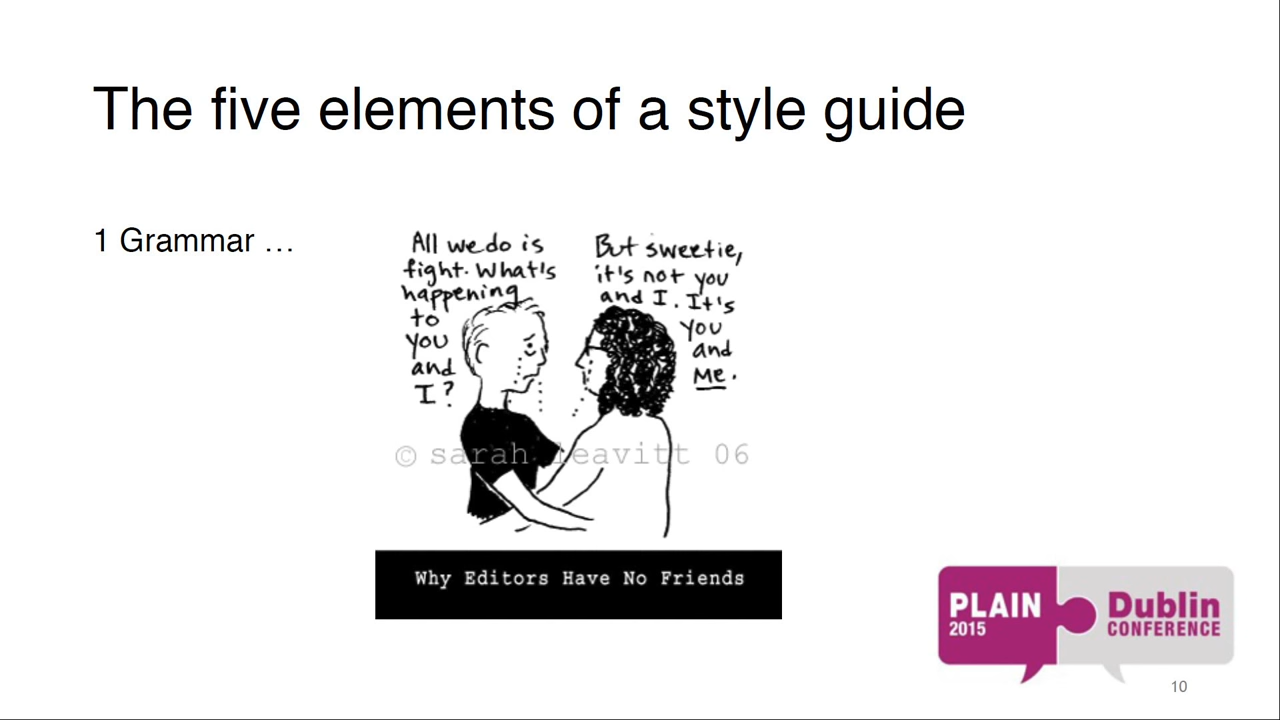 The five elements of a style guide
1 Grammar …
All we do is
fight. What's
happening
to
you
and
I?
But sweetie,
it's not you
and I. It's
you
and
me.
© sarah leavitt 06
Why Editors Have No Friends
PLAIN
2015
Dublin
CONFERENCE
10